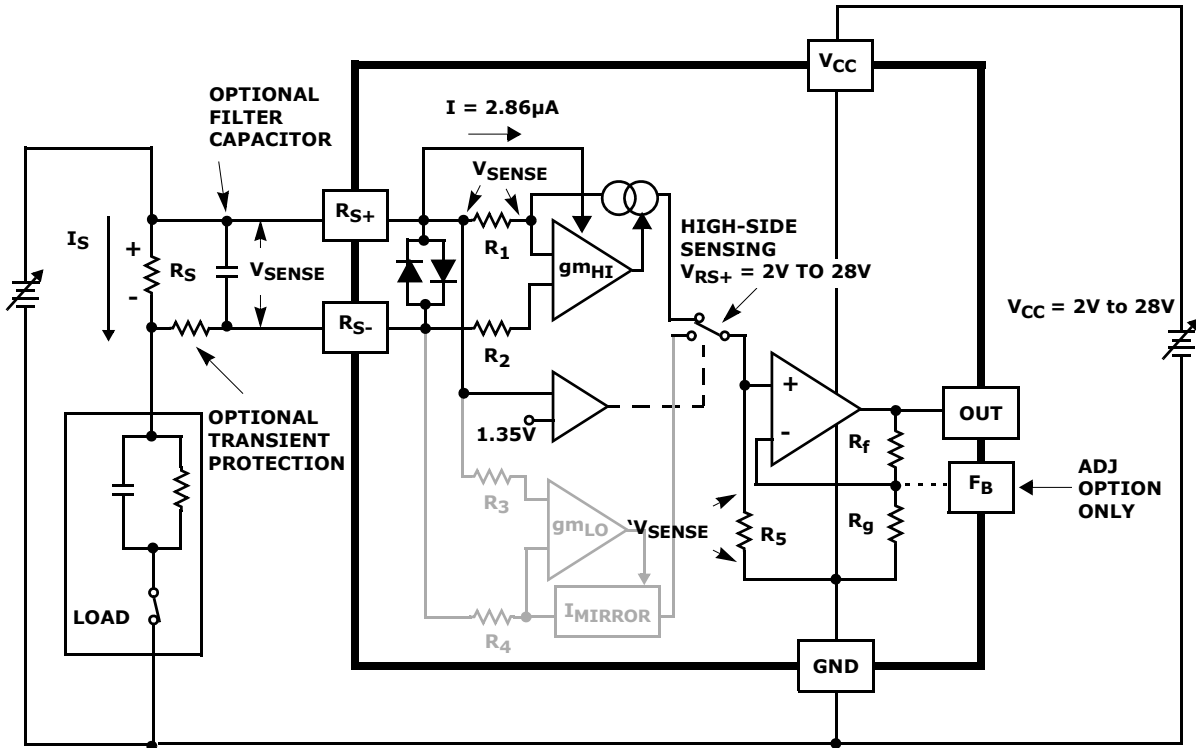 VCC
OPTIONAL
FILTER
CAPACITOR
I = 2.86µA
VSENSE
RS+
R1
gmHI
HIGH-SIDE
SENSING
VRS+ = 2V TO 28V
IS
+
RS
-
VSENSE
RS-
R2
VCC = 2V to 28V
OPTIONAL
TRANSIENT
PROTECTION
1.35V
+
-
OUT
Rf
FB
ADJ
OPTION
ONLY
R3
gmLO
‘VSENSE
R5
Rg
LOAD
R4
IMIRROR
GND